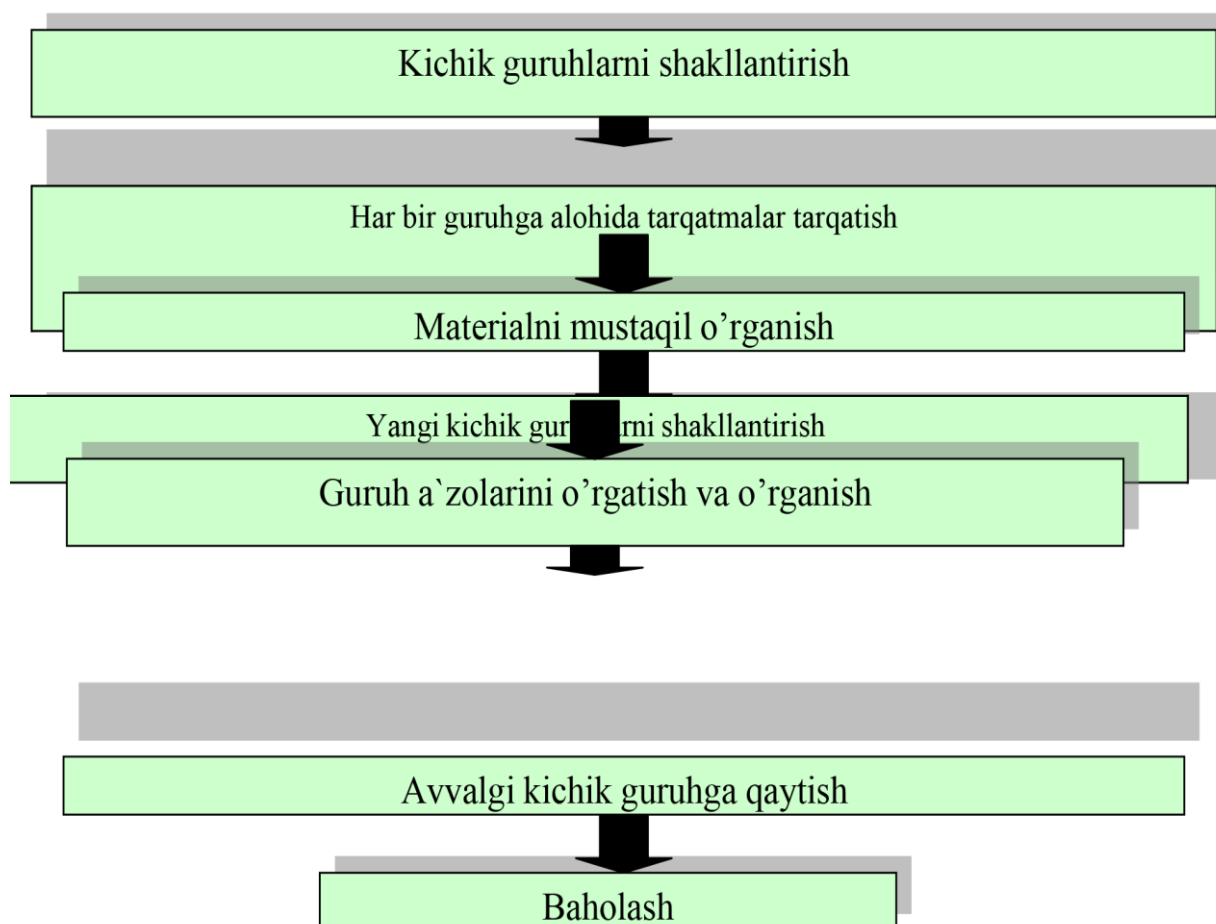 Kichik guruhlarni shakllantirish
Har bir guruhga alohida tarqatmalar tarqatish
Materialni mustaqil o’rganish
Yangi kichik guruhlarni shakllantirish
Guruh a`zolarini o’rgatish va o’rganish
Avvalgi kichik guruhga qaytish
Baholash